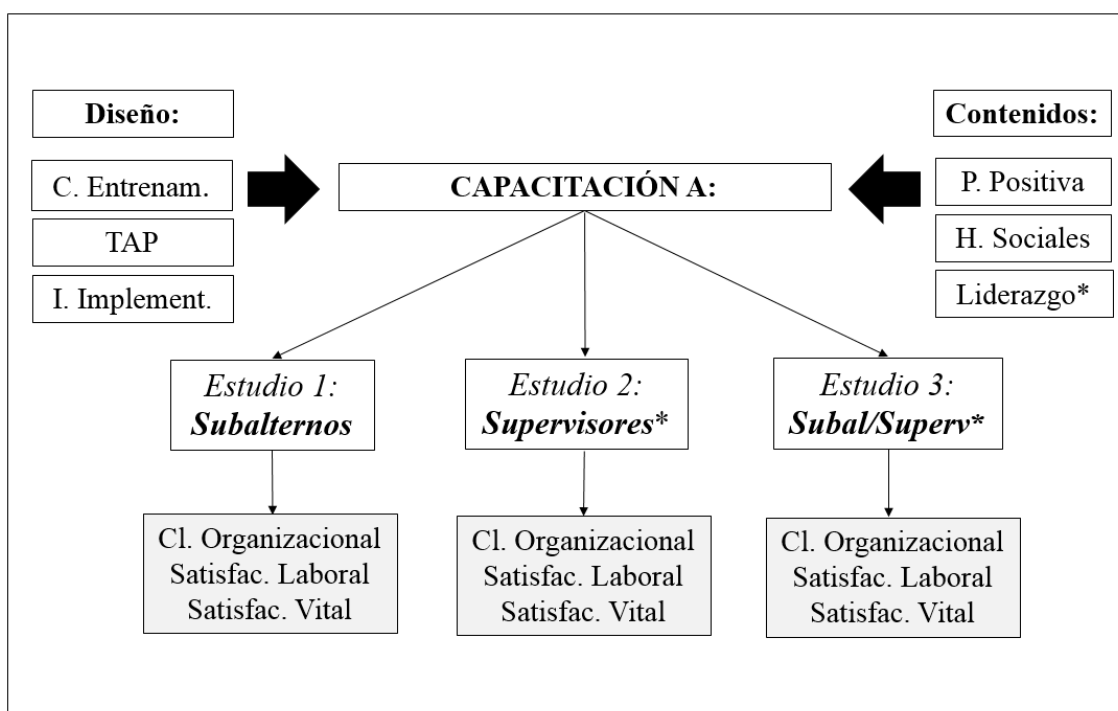 Diseño:
C. Entrenam.
TAP
I. Implement.
CAPACITACIÓN A:
Contenidos:
P. Positiva
H. Sociales
Liderazgo*
Estudio 1:
Subalternos
Estudio 2:
Supervisores*
Estudio 3:
Subal/Superv*
Cl. Organizacional
Satisfac. Laboral
Satisfac. Vital
Cl. Organizacional
Satisfac. Laboral
Satisfac. Vital
Cl. Organizacional
Satisfac. Laboral
Satisfac. Vital